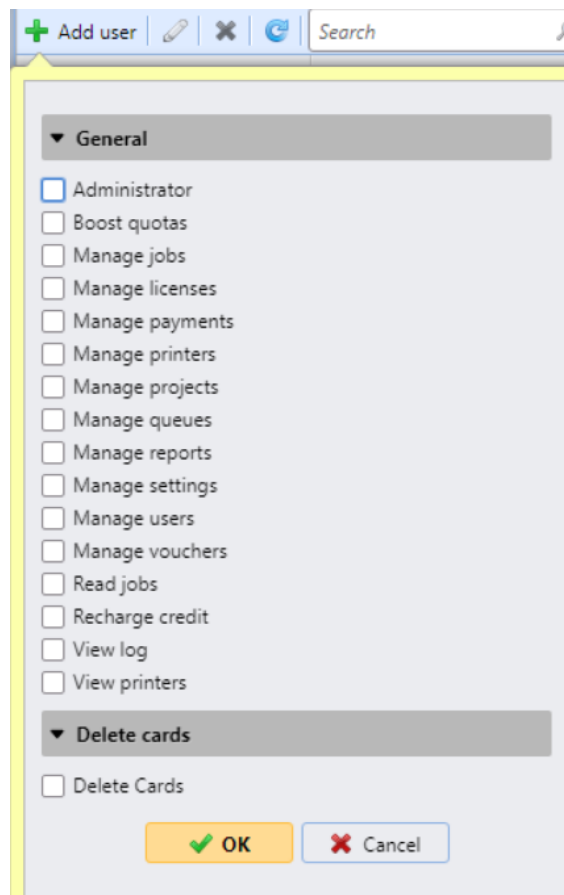 Add user
Search
General
Administrator
Boost quotas
Manage jobs
Manage licenses
Manage payments
Manage printers
Manage projects
Manage queues
Manage reports
Manage settings
Manage users
Manage vouchers
Read jobs
Recharge credit
View log
View printers
Delete cards
Delete Cards
OK
Cancel